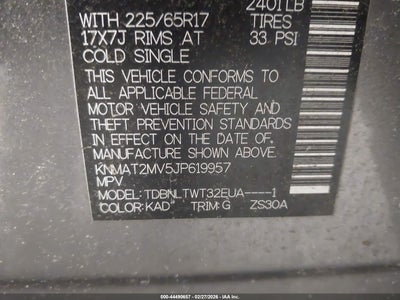 2401LB
WITH 225/65R17 TIRES
17X7J RIMS AT 33 PSI
COLD SINGLE
THIS VEHICLE CONFORMS TO
ALL APPLICABLE FEDERAL
MOTOR VEHICLE SAFETY AND
THEFT PREVENTION STANDARDS
IN EFFECT ON THE DATE OF
MANUFACTURE SHOWN ABOVE.
KNMAT2MV5JP619957
MPV
MODEL: TDBNLTWT32EUA----1
COLOR: KAD TRIM: G ZS30A
IAA 44490657 - 02/27/2026 - IAAI.COM